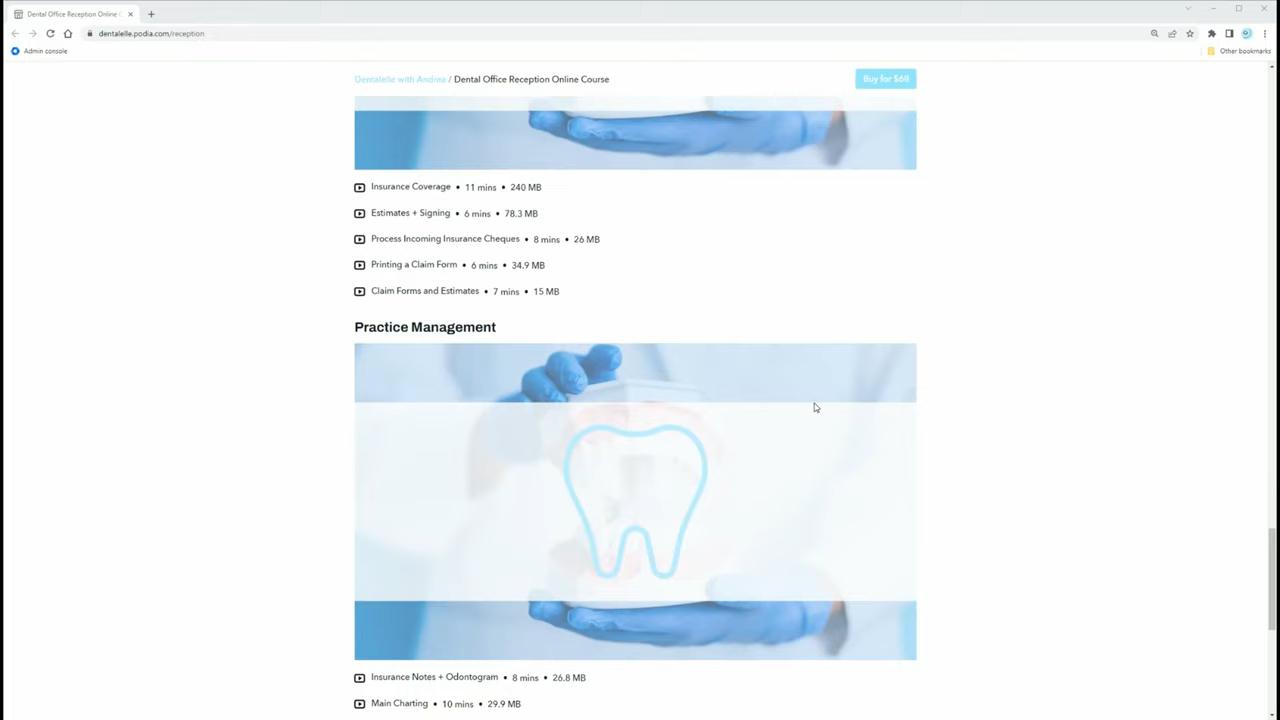 Dental Office Reception Online C
dentalelle.podia.com/reception
Admin console
Other bookmarks
Dentalelle with Andrea / Dental Office Reception Online Course
Buy for $68
Insurance Coverage • 11 mins • 240 MB
Estimates + Signing • 6 mins • 78.3 MB
Process Incoming Insurance Cheques • 8 mins • 26 MB
Printing a Claim Form • 6 mins • 34.9 MB
Claim Forms and Estimates • 7 mins • 15 MB
Practice Management
Insurance Notes + Odontogram • 8 mins • 26.8 MB
Main Charting • 10 mins • 29.9 MB